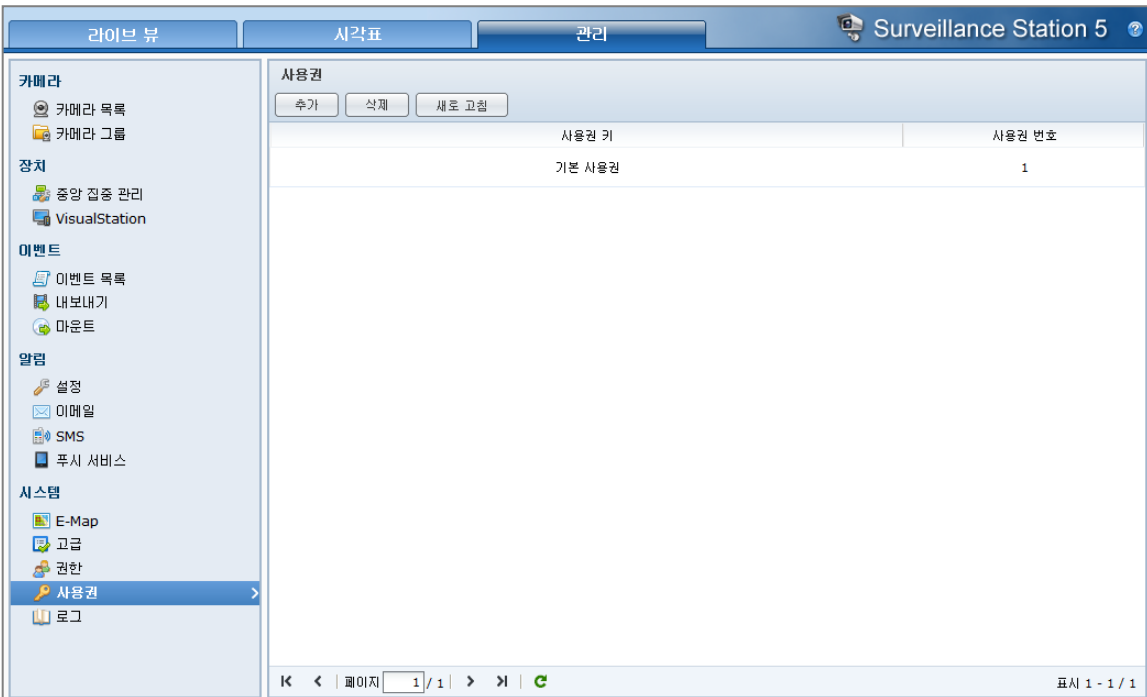 라이브 뷰 시각표 관리 Surveillance Station 5 ?
카메라
카메라 목록
카메라 그룹
장치
중앙 집중 관리
VisualStation
이벤트
이벤트 목록
내보내기
마운트
알림
설정
이메일
SMS
푸시 서비스
시스템
E-Map
고급
권한
사용권
로그
사용권
추가 삭제 새로 고침
사용권 키 사용권 번호
기본 사용권 1
페이지 1 / 1 표시 1 - 1 / 1